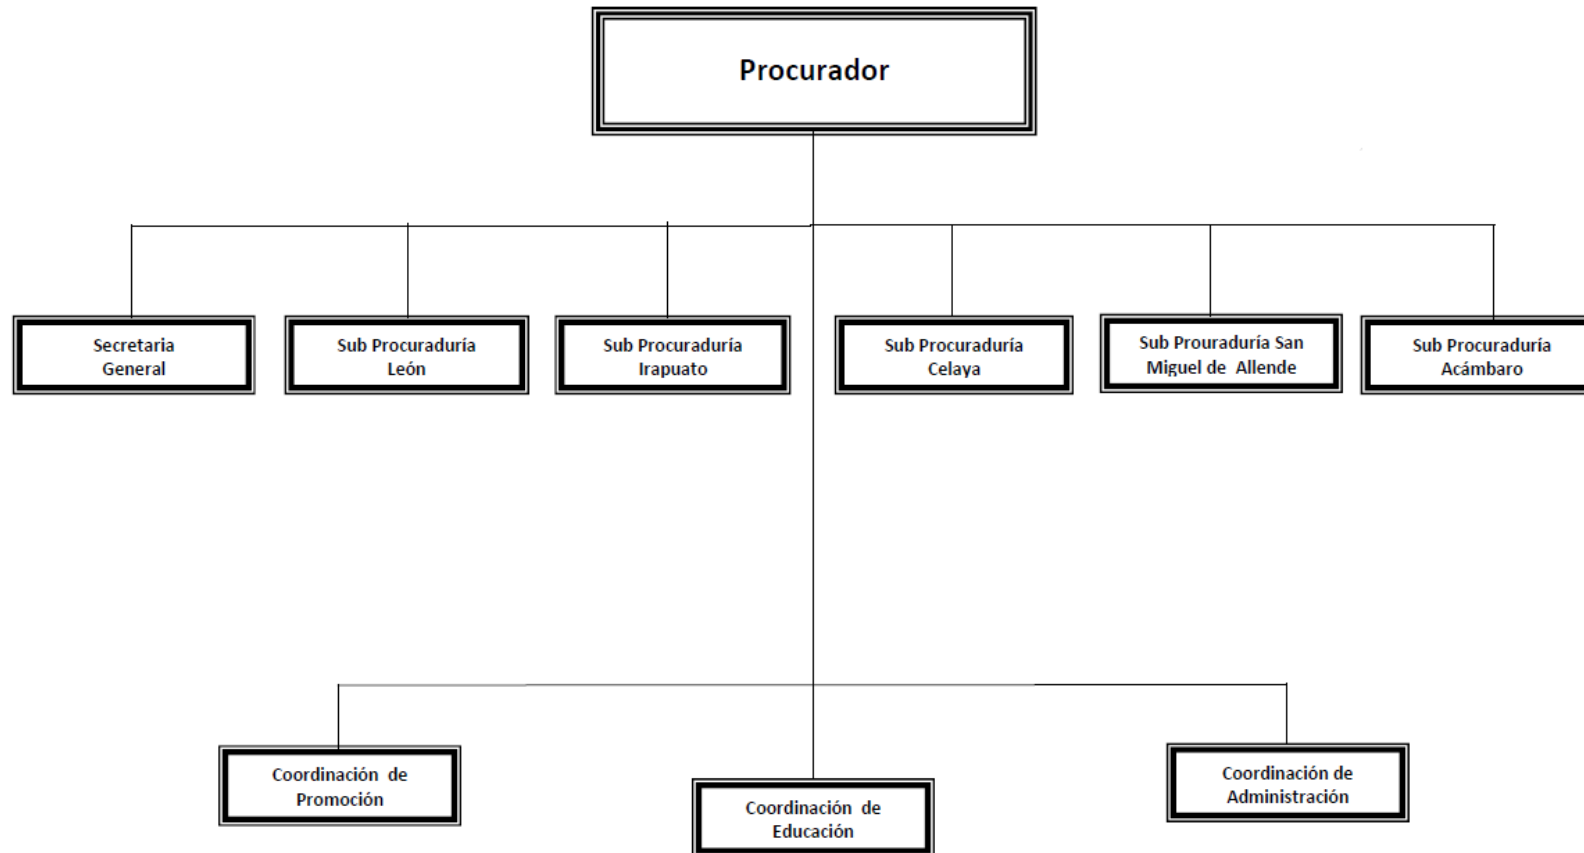 Procurador
Secretaria
General
Sub Procuraduría
León
Sub Procuraduría
Irapuato
Sub Procuraduría
Celaya
Sub Prouraduría San
Miguel de Allende
Sub Procuraduría
Acámbaro
Coordinación de
Promoción
Coordinación de
Educación
Coordinación de
Administración